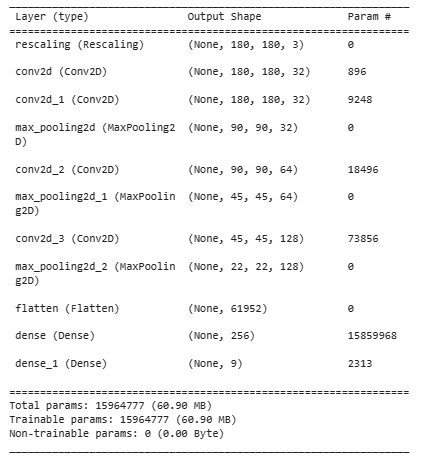 Layer (type) Output Shape Param #
rescaling (Rescaling) (None, 180, 180, 3) 0
conv2d (Conv2D) (None, 180, 180, 32) 896
conv2d_1 (Conv2D) (None, 180, 180, 32) 9248
max_pooling2d (MaxPooling2 (None, 90, 90, 32) 0
D)
conv2d_2 (Conv2D) (None, 90, 90, 64) 18496
max_pooling2d_1 (MaxPoolin (None, 45, 45, 64) 0
g2D)
conv2d_3 (Conv2D) (None, 45, 45, 128) 73856
max_pooling2d_2 (MaxPoolin (None, 22, 22, 128) 0
g2D)
flatten (Flatten) (None, 61952) 0
dense (Dense) (None, 256) 15859968
dense_1 (Dense) (None, 9) 2313
Total params: 15964777 (60.90 MB)
Trainable params: 15964777 (60.90 MB)
Non-trainable params: 0 (0.00 Byte)